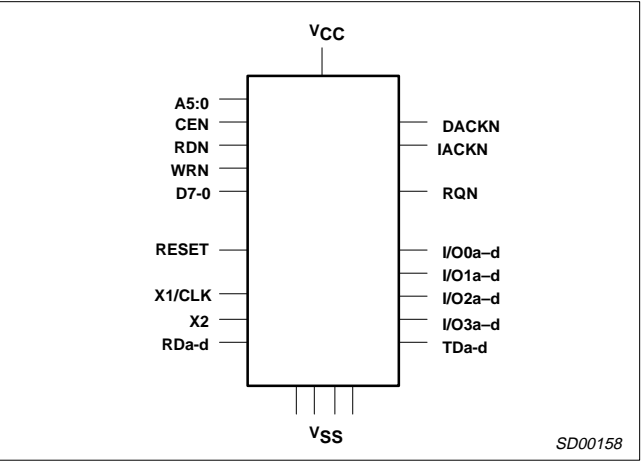 VCC
A5:0
CEN
RDN
WRN
D7-0
RESET
X1/CLK
X2
RDa-d
DACKN
IACKN
RQN
I/O0a–d
I/O1a–d
I/O2a–d
I/O3a–d
TDa-d
VSS
SD00158